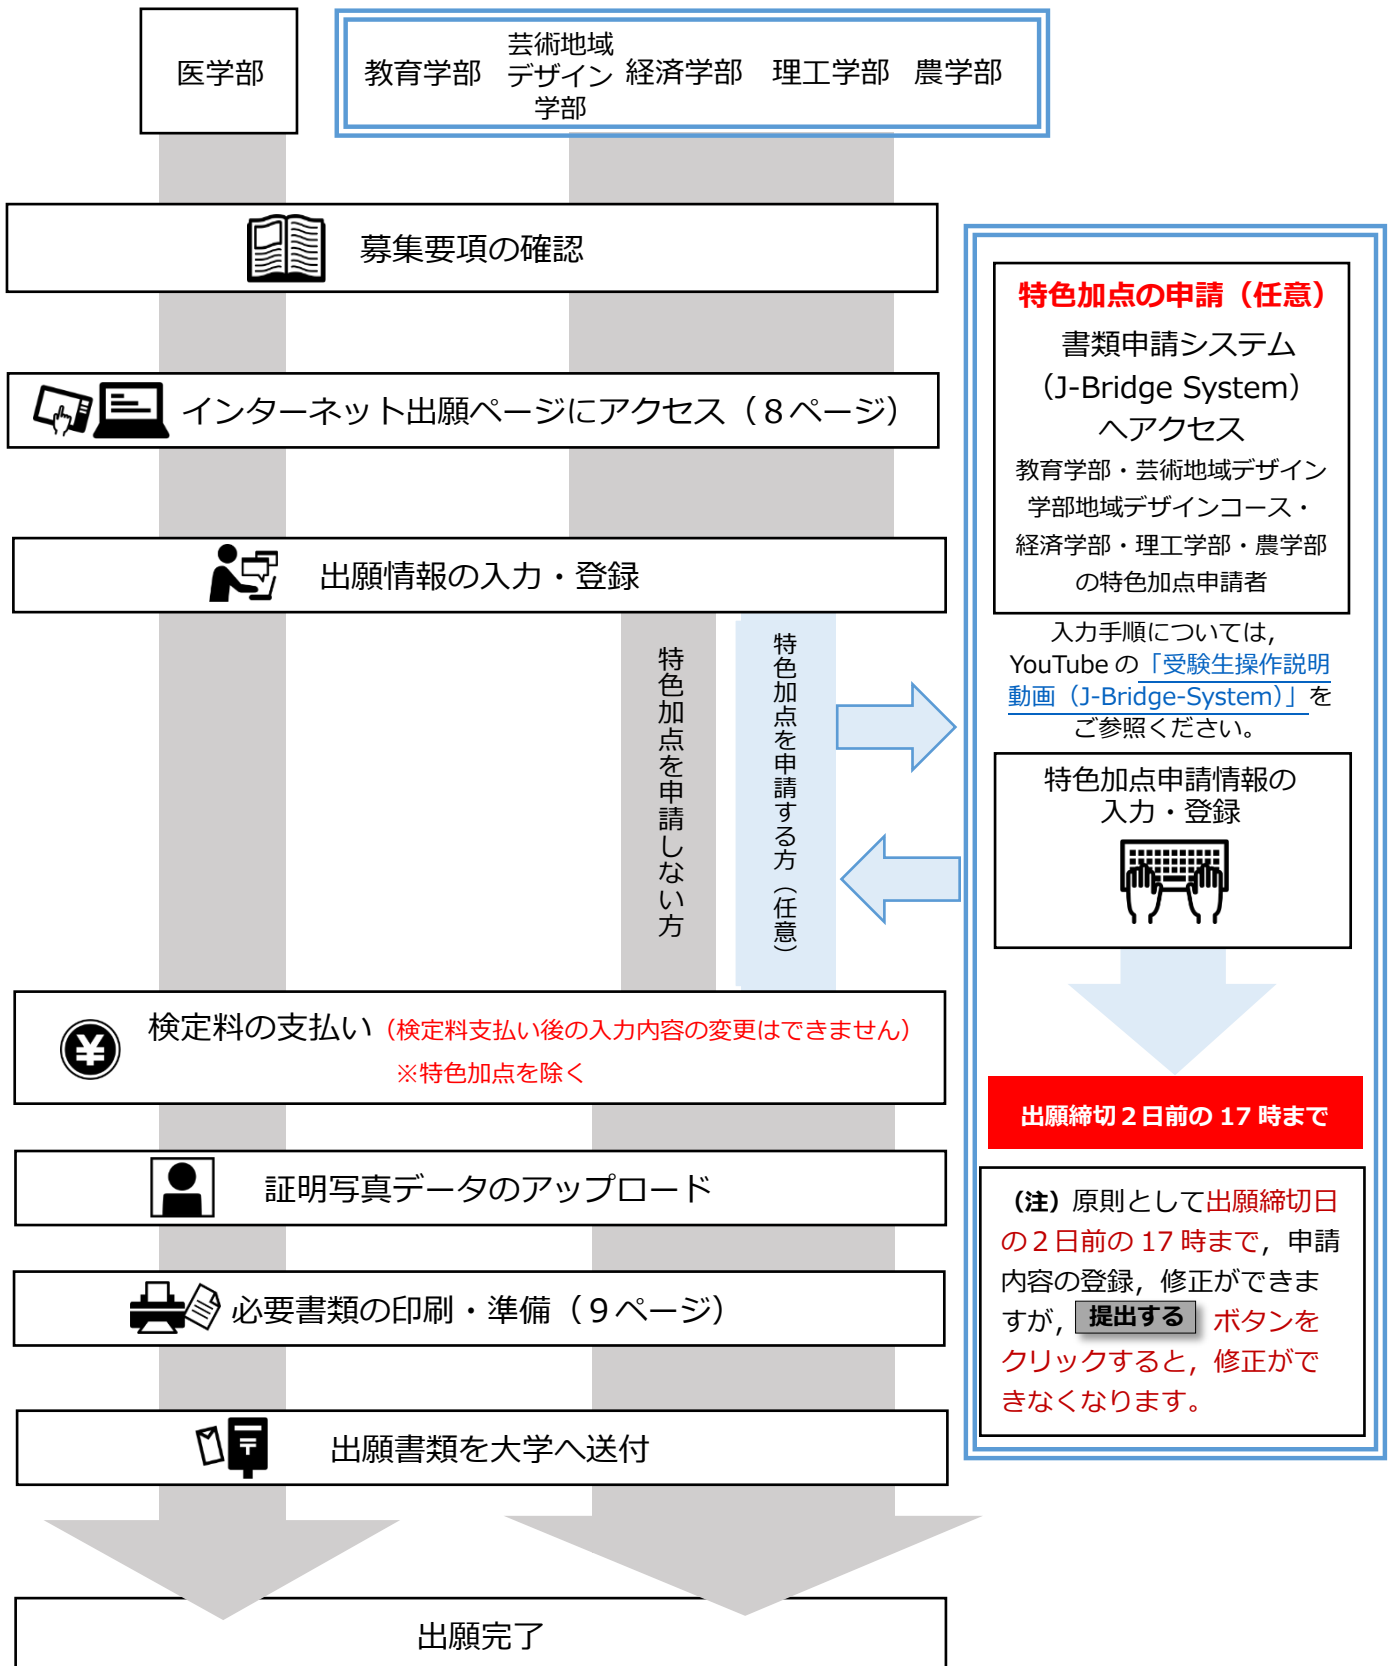 医学部
教育学部
芸術地域
デザイン
学部
経済学部
理工学部
農学部
募集要項の確認
インターネット出願ページにアクセス（８ページ）
出願情報の入力・登録
特色加点を申請しない方
特色加点を申請する方（任意）
特色加点の申請（任意）
書類申請システム
（J-Bridge System）
へアクセス
教育学部・芸術地域デザイン
学部地域デザインコース・
経済学部・理工学部・農学部
の特色加点申請者
入力手順については，
YouTube の「受験生操作説明
動画（J-Bridge-System）」を
ご参照ください。
特色加点申請情報の
入力・登録
出願締切２日前の 17 時まで
（注）原則として出願締切日
の２日前の 17 時まで，申請
内容の登録，修正ができま
すが，提出する ボタンを
クリックすると，修正がで
きなくなります。
検定料の支払い（検定料支払い後の入力内容の変更はできません）
※特色加点を除く
証明写真データのアップロード
必要書類の印刷・準備（９ページ）
出願書類を大学へ送付
出願完了